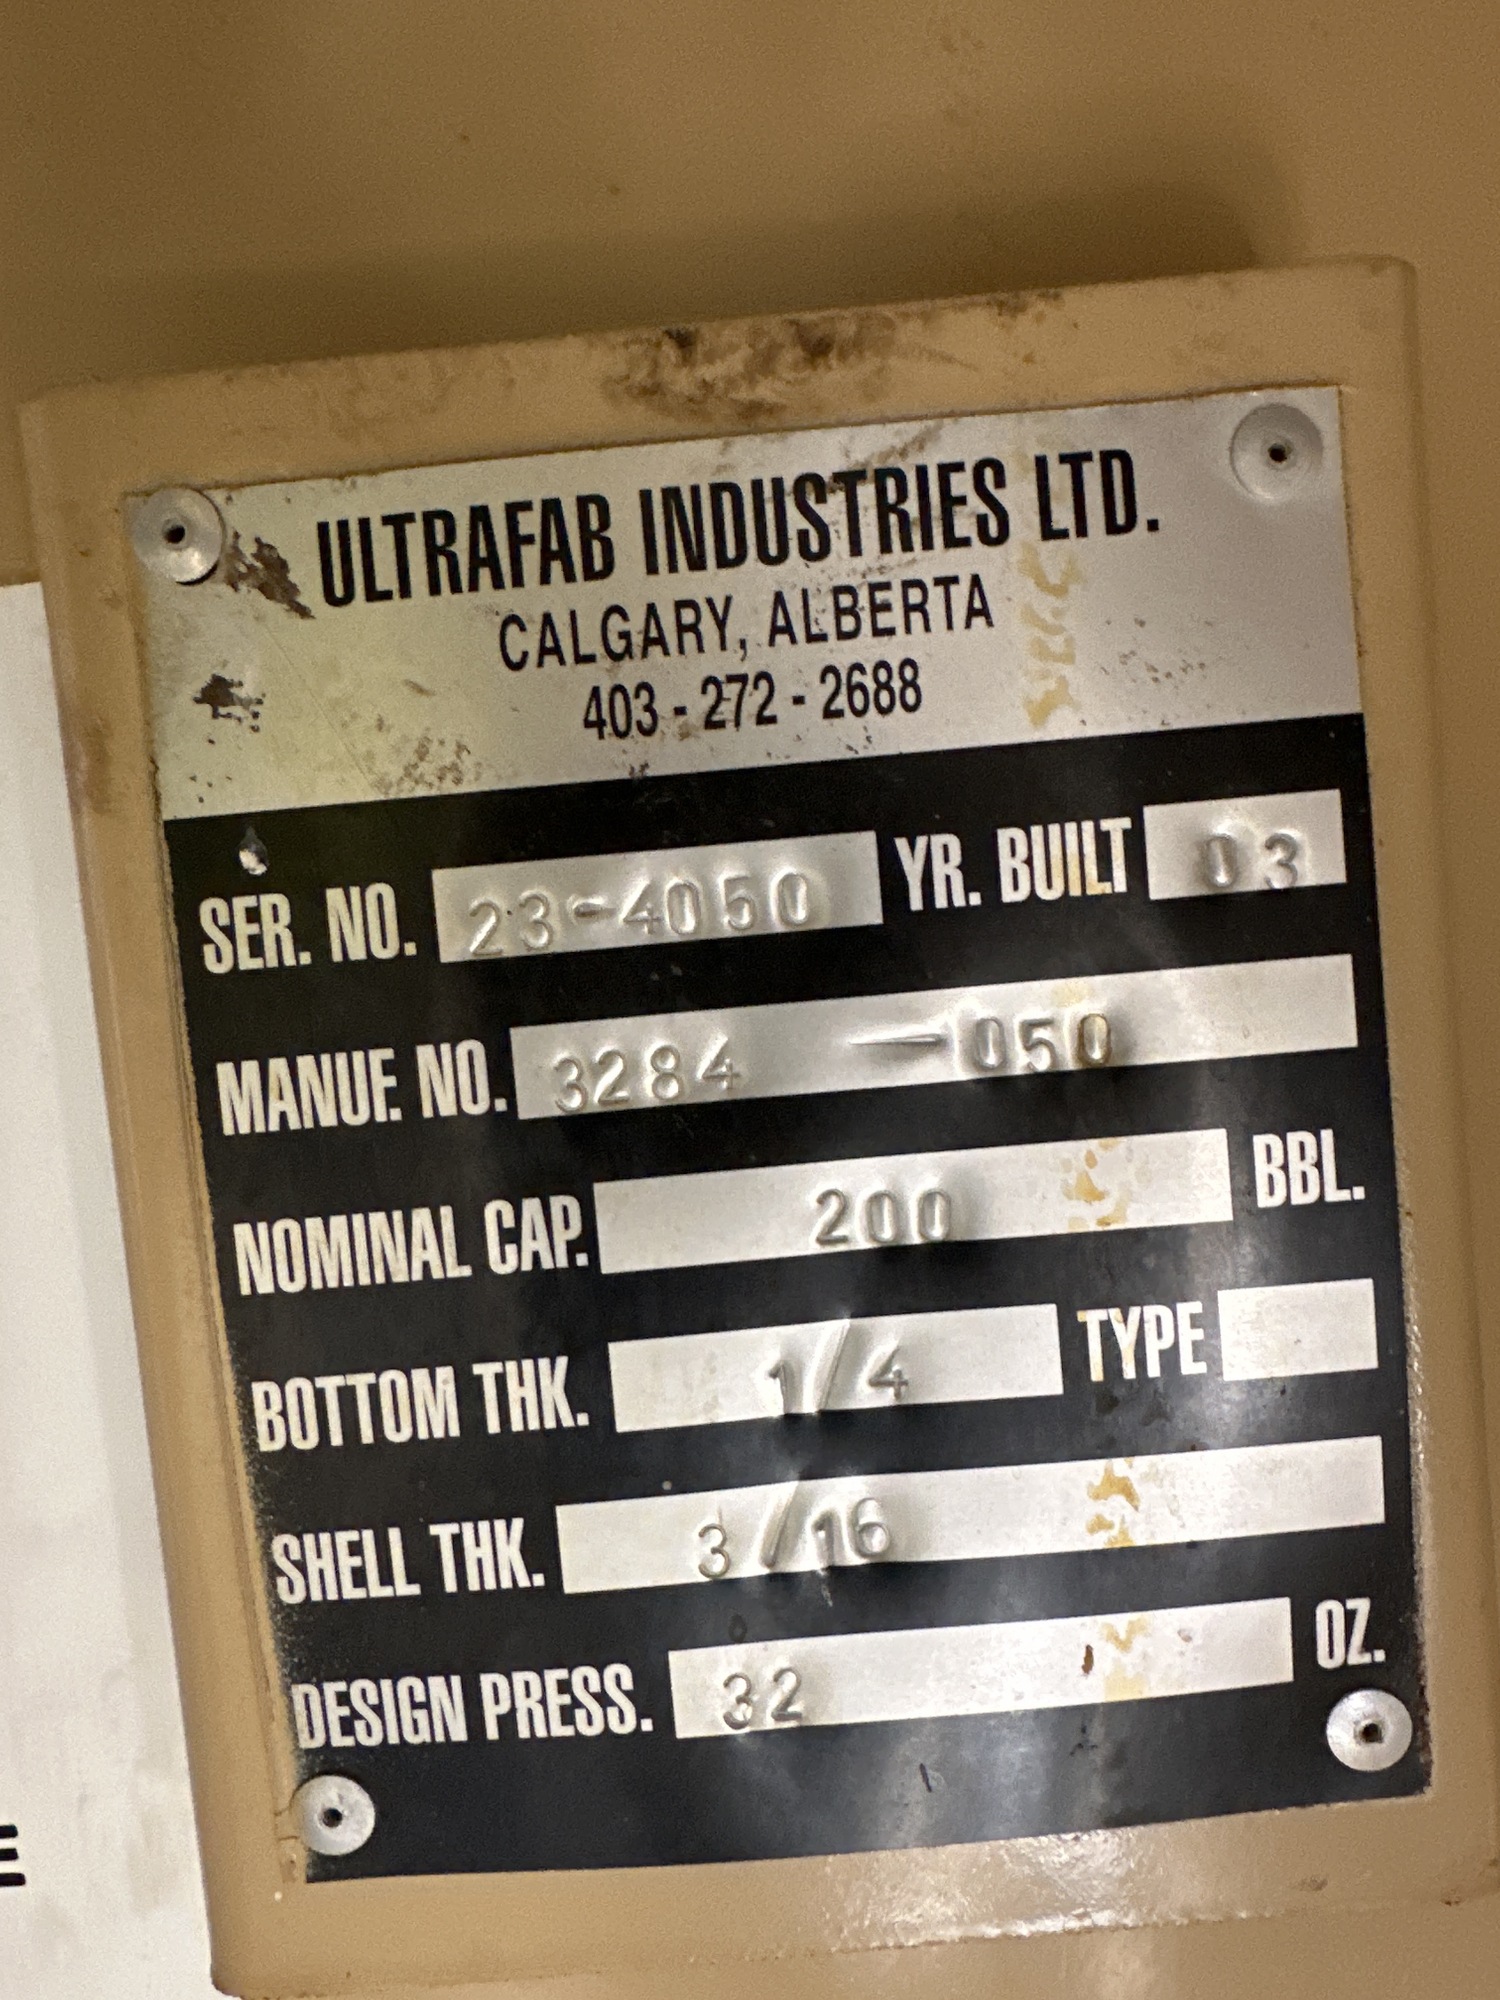 ULTRAFAB INDUSTRIES LTD.
CALGARY, ALBERTA
403 - 272 - 2688
SER. NO. 23-4050 YR. BUILT 03
MANUF. NO. 3284 -050
NOMINAL CAP. 200 BBL.
BOTTOM THK. 1/4 TYPE
SHELL THK. 3/16
DESIGN PRESS. 32 OZ.